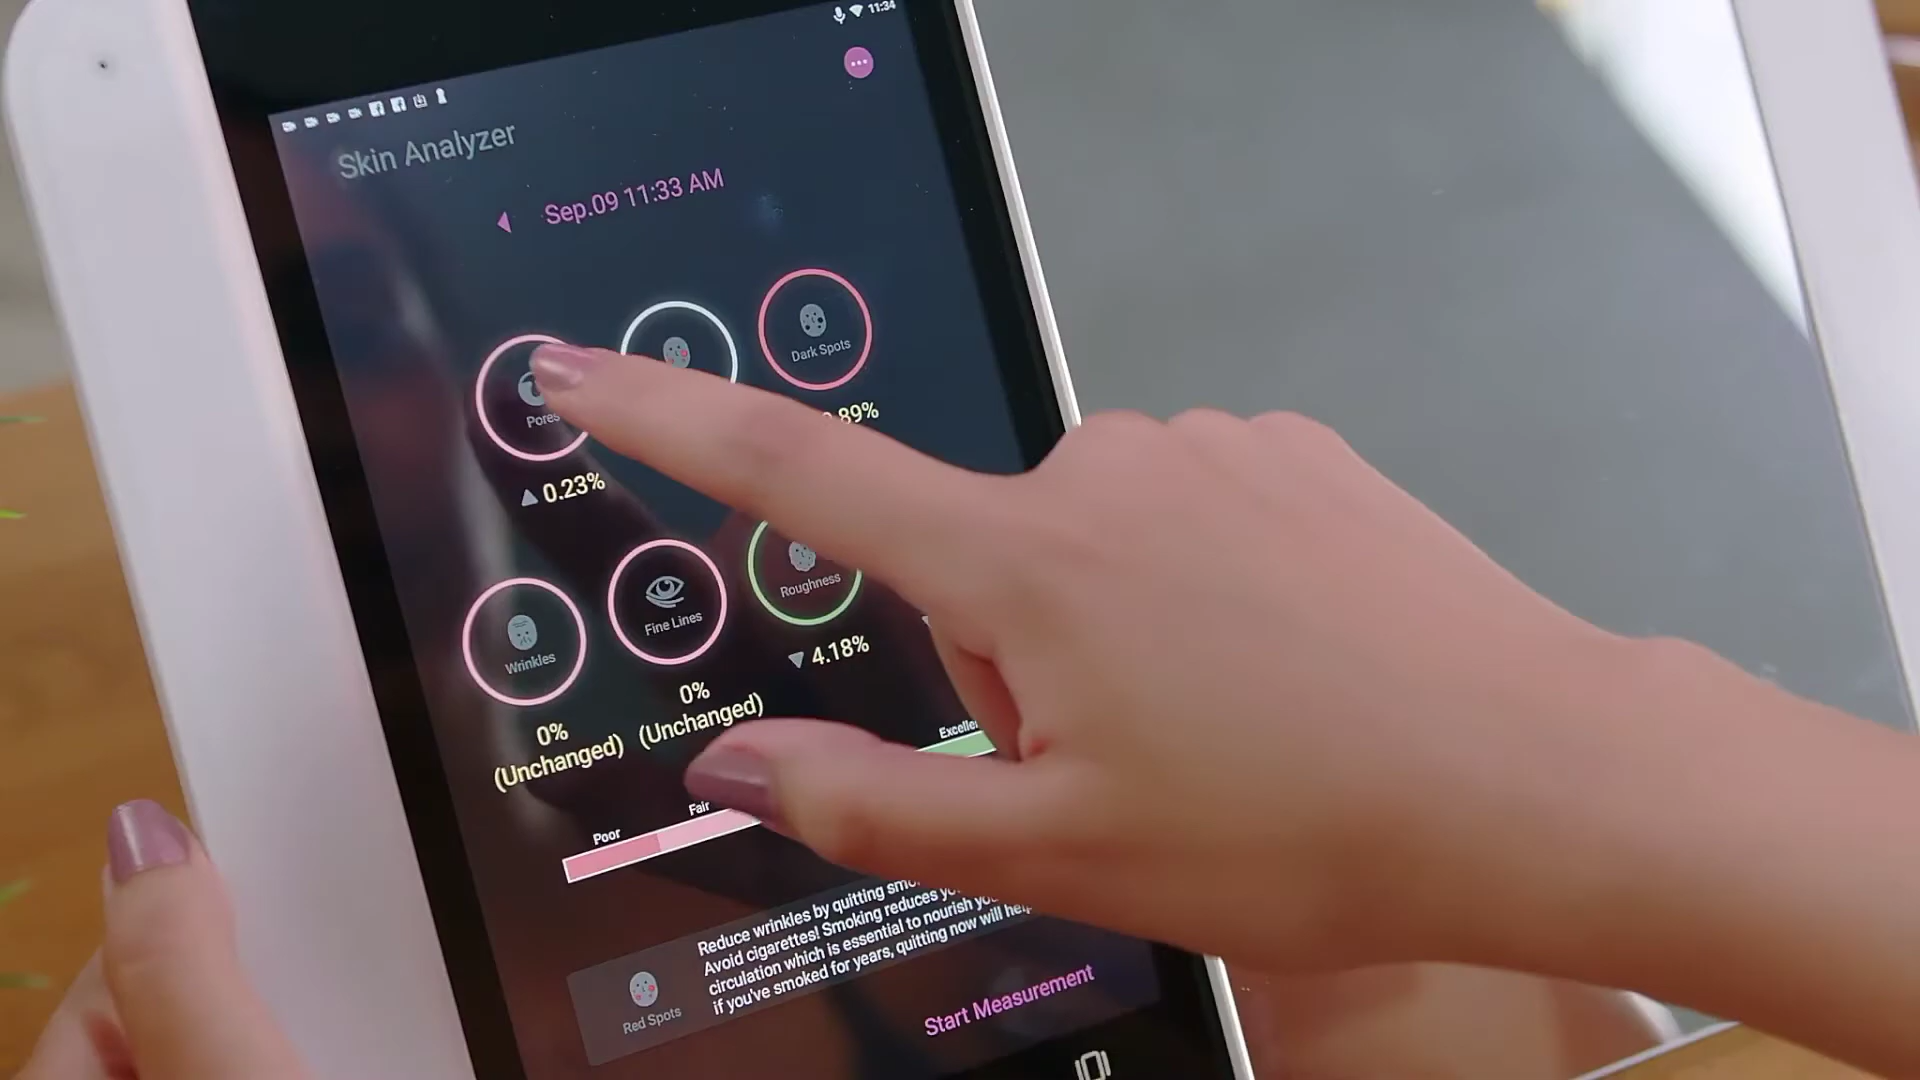 11:34
Skin Analyzer
Sep.09 11:33 AM
Pores
Dark Spots
0.23%
89%
Wrinkles
Fine Lines
Roughness
0%
(Unchanged)
0%
(Unchanged)
4.18%
Poor
Fair
Red Spots
Reduce wrinkles by quitting
Avoid cigarettes! Smoking reduces
circulation which is essential to nourish
if you've smoked for years, quitting now will
Start Measurement